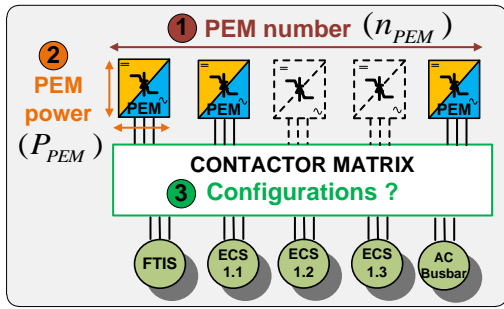 1 PEM number (n_PEM)
2
PEM
power
(P_PEM)
= ~ PEM
= ~ PEM
= ~
= ~
= ~ PEM
CONTACTOR MATRIX
3 Configurations ?
FTIS
ECS
1.1
ECS
1.2
ECS
1.3
AC
Busbar